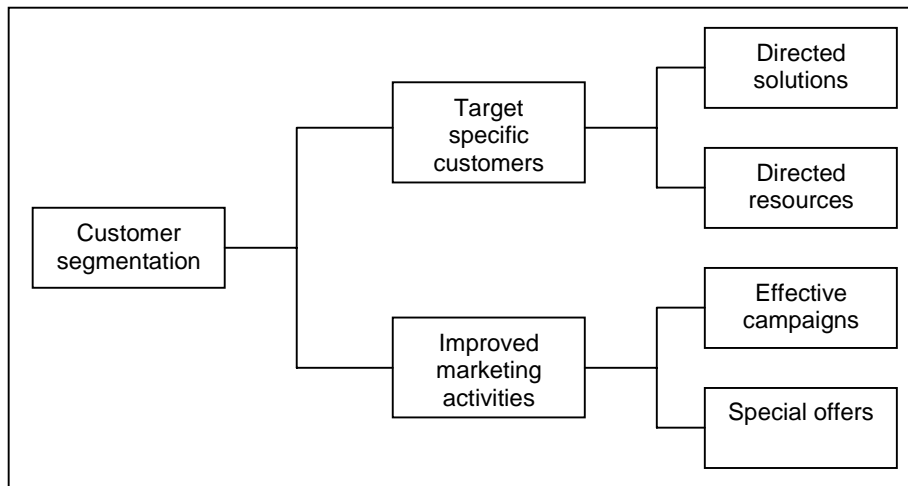 Customer
segmentation
Target
specific
customers
Directed
solutions
Directed
resources
Improved
marketing
activities
Effective
campaigns
Special offers